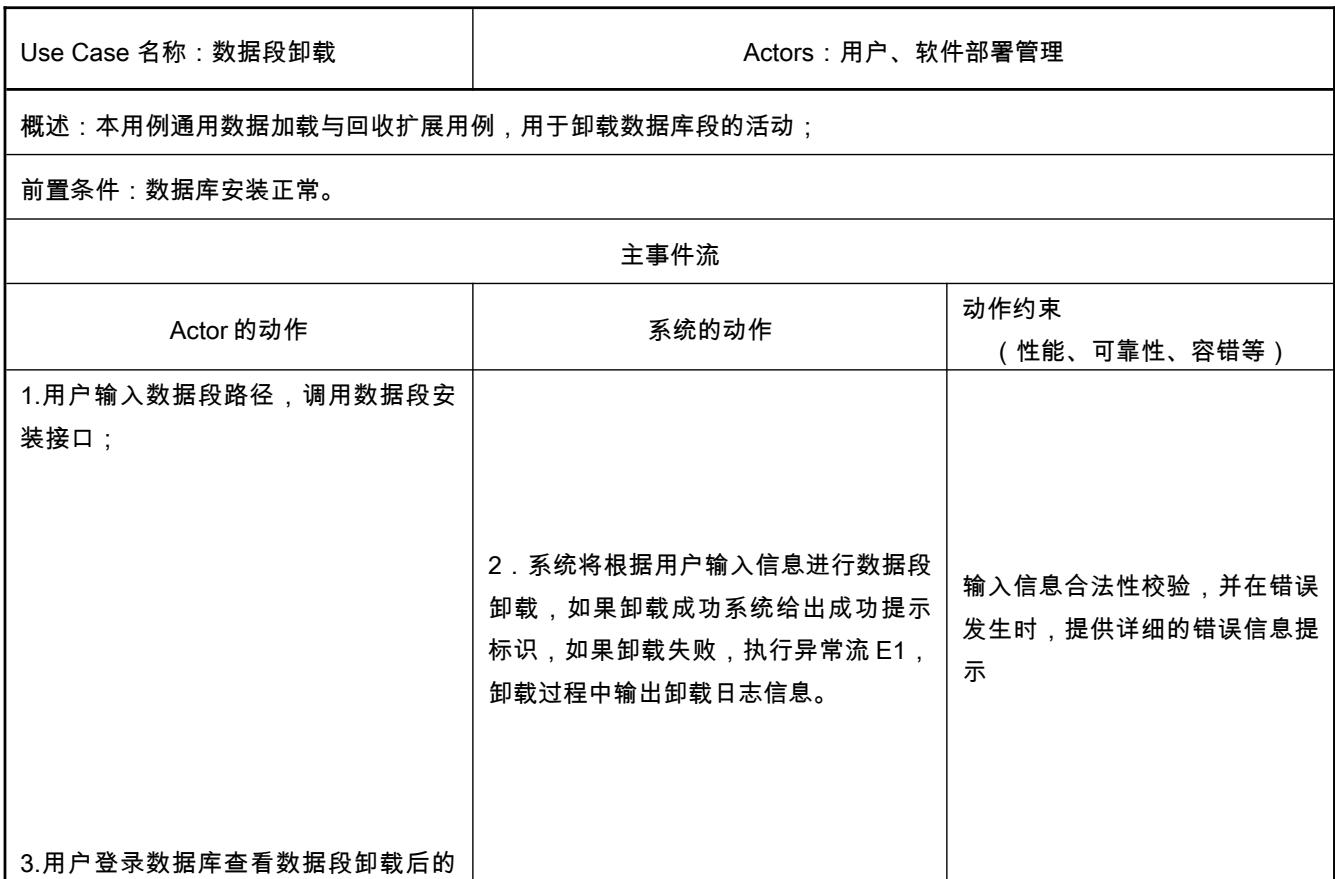 Use Case 名称：数据段卸载
Actors：用户、软件部署管理
概述：本用例通用数据加载与回收扩展用例，用于卸载数据库段的活动；
前置条件：数据库安装正常。
主事件流
Actor 的动作
系统的动作
动作约束
（性能、可靠性、容错等）
1.用户输入数据段路径，调用数据段安
装接口；
2．系统将根据用户输入信息进行数据段
卸载，如果卸载成功系统给出成功提示
标识，如果卸载失败，执行异常流 E1，
卸载过程中输出卸载日志信息。
输入信息合法性校验，并在错误
发生时，提供详细的错误信息提
示
3.用户登录数据库查看数据段卸载后的